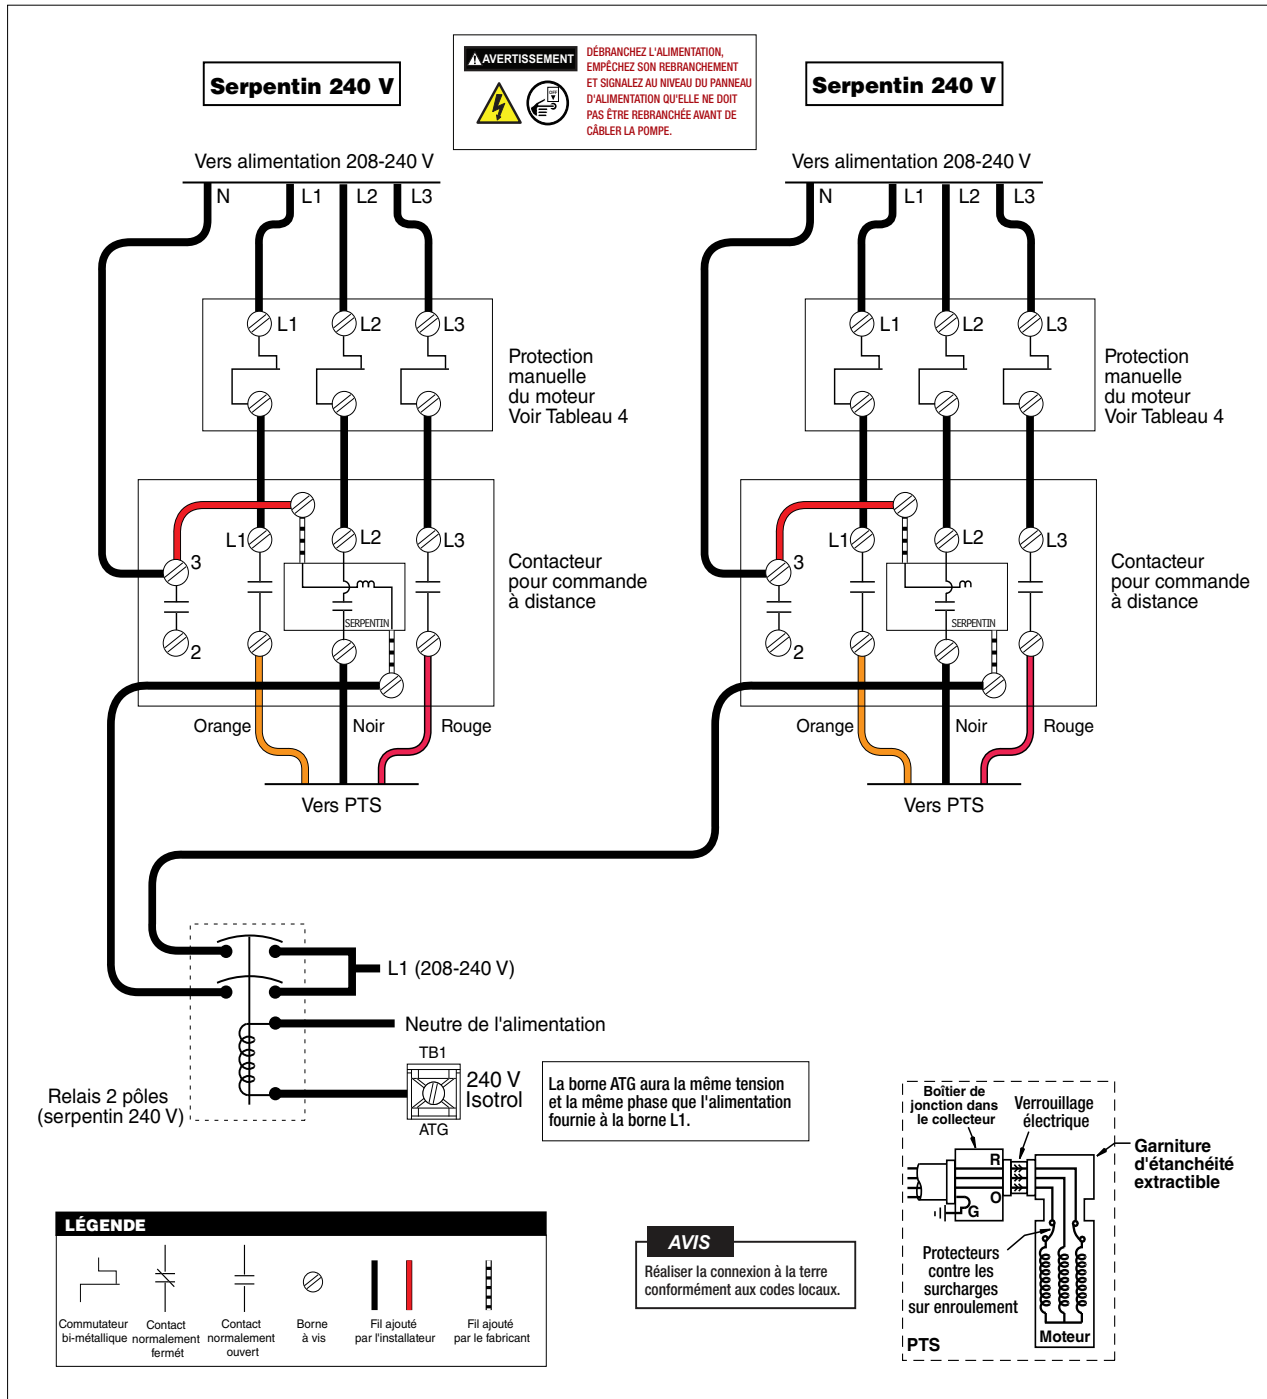 Serpentin 240 V
AVERTISSEMENT
DÉBRANCHEZ L'ALIMENTATION,
EMPÊCHEZ SON REBRANCHEMENT
ET SIGNALEZ AU NIVEAU DU PANNEAU
D'ALIMENTATION QU'ELLE NE DOIT
PAS ÊTRE REBRANCHÉE AVANT DE
CÂBLER LA POMPE.
OFF
Serpentin 240 V
Vers alimentation 208-240 V
N L1 L2 L3
L1 L2 L3
Protection
manuelle
du moteur
Voir Tableau 4
L1 L2 L3
3
2
SERPENTIN
Contacteur
pour commande
à distance
Orange Noir Rouge
Vers PTS
Vers alimentation 208-240 V
N L1 L2 L3
L1 L2 L3
Protection
manuelle
du moteur
Voir Tableau 4
L1 L2 L3
3
2
SERPENTIN
Contacteur
pour commande
à distance
Orange Noir Rouge
Vers PTS
L1 (208-240 V)
Neutre de l'alimentation
Relais 2 pôles
(serpentin 240 V)
TB1
240 V
Isotrol
ATG
La borne ATG aura la même tension
et la même phase que l'alimentation
fournie à la borne L1.
LÉGENDE
Commutateur
bi-métallique
Contact
normalement
fermét
Contact
normalement
ouvert
Borne
à vis
Fil ajouté
par l'installateur
Fil ajouté
par le fabricant
AVIS
Réaliser la connexion à la terre
conformément aux codes locaux.
Boîtier de
jonction dans
le collecteur
Verrouillage
électrique
R
O
G
Garniture
d'étanchéité
extractible
Protecteurs
contre les
surcharges
sur enroulement
Moteur
PTS